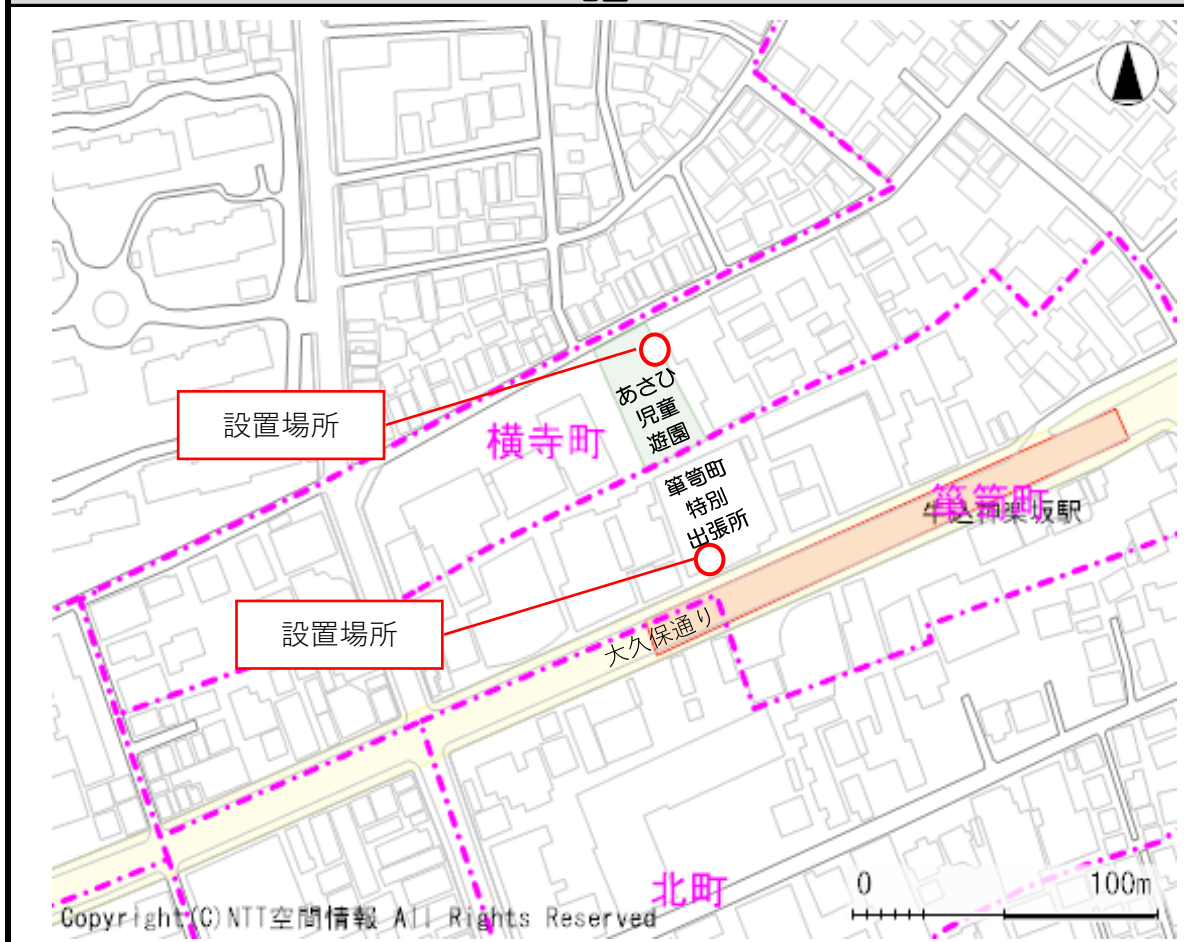 あさひ
児童
遊園
設置場所
横寺町
箪笥町
特別
出張所
箪笥町
牛込神楽坂駅
設置場所
大久保通り
北町
0 100m
Copyright(C)NTT空間情報 All Rights Reserved